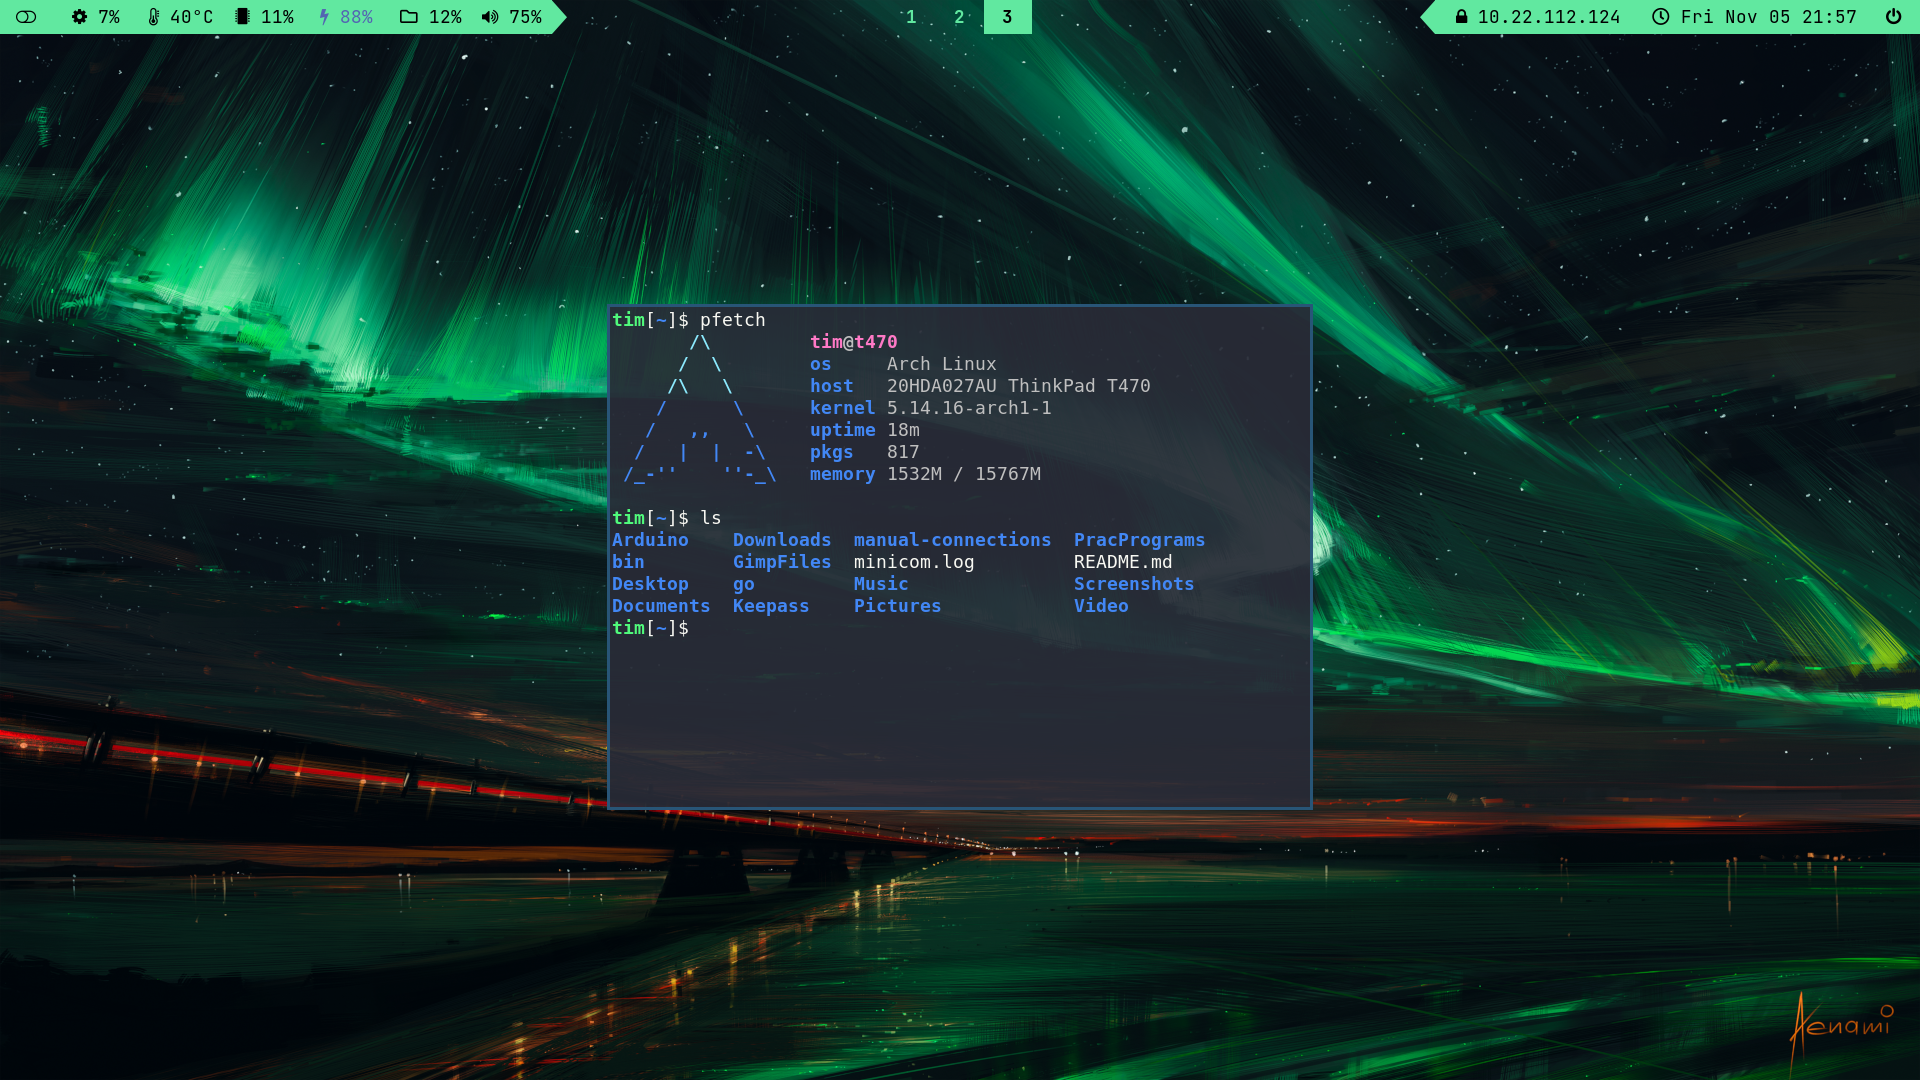 7% 40°C 11% 88% 12% 75% 1 2 3 10.22.112.124 Fri Nov 05 21:57
tim[~]$ pfetch
/\ tim@t470
/ \ os Arch Linux
/\ \ host 20HDA027AU ThinkPad T470
/ \ kernel 5.14.16-arch1-1
/ ,, \ uptime 18m
/ | | -\ pkgs 817
/_-'' ''-_\ memory 1532M / 15767M
tim[~]$ ls
Arduino Downloads manual-connections PracPrograms
bin GimpFiles minicom.log README.md
Desktop go Music Screenshots
Documents Keepass Pictures Video
tim[~]$
Aenami